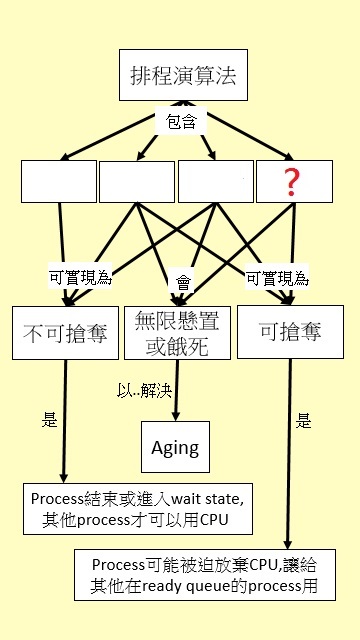 排程演算法
包含
?
可實現為
會
可實現為
不可搶奪
無限懸置
或餓死
可搶奪
以..解決
是
是
Aging
Process結束或進入wait state,
其他process才可以用CPU
Process可能被迫放棄CPU,讓給
其他在ready queue的process用